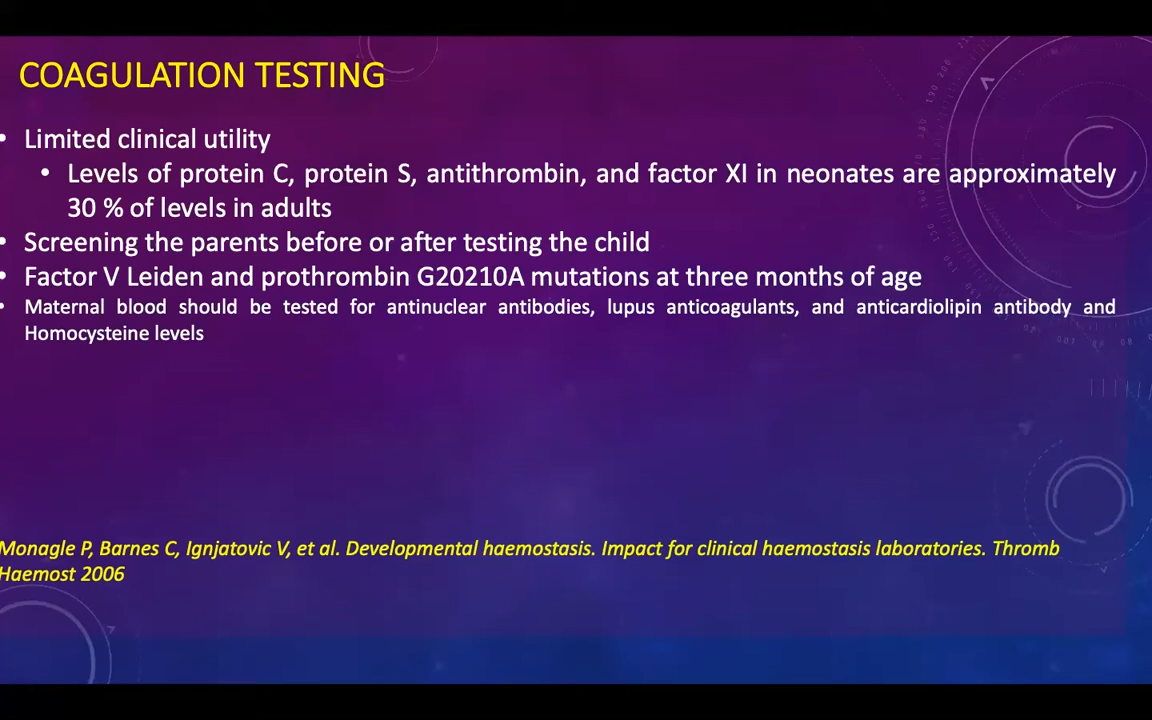 COAGULATION TESTING
• Limited clinical utility
• Levels of protein C, protein S, antithrombin, and factor XI in neonates are approximately
30 % of levels in adults
• Screening the parents before or after testing the child
• Factor V Leiden and prothrombin G20210A mutations at three months of age
• Maternal blood should be tested for antinuclear antibodies, lupus anticoagulants, and anticardiolipin antibody and
Homocysteine levels
Monagle P, Barnes C, Ignjatovic V, et al. Developmental haemostasis. Impact for clinical haemostasis laboratories. Thromb
Haemost 2006